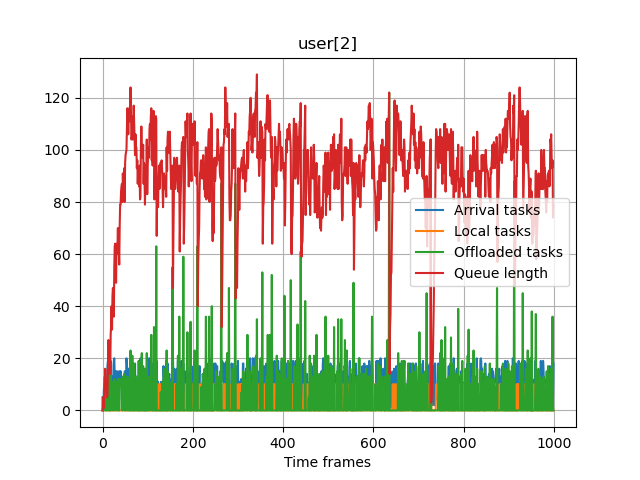 user[2]
120
100
80
60
40
20
0
Arrival tasks
Local tasks
Offloaded tasks
Queue length
0 200 400 600 800 1000
Time frames